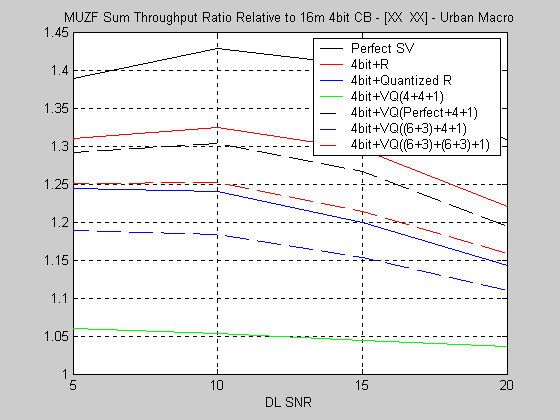 MUZF Sum Throughput Ratio Relative to 16m 4bit CB - [XX XX] - Urban Macro
1.45
1.4
1.35
1.3
1.25
1.2
1.15
1.1
1.05
1
Perfect SV
4bit+R
4bit+Quantized R
4bit+VQ(4+4+1)
4bit+VQ(Perfect+4+1)
4bit+VQ((6+3)+4+1)
4bit+VQ((6+3)+(6+3)+1)
5 10 15 20
DL SNR